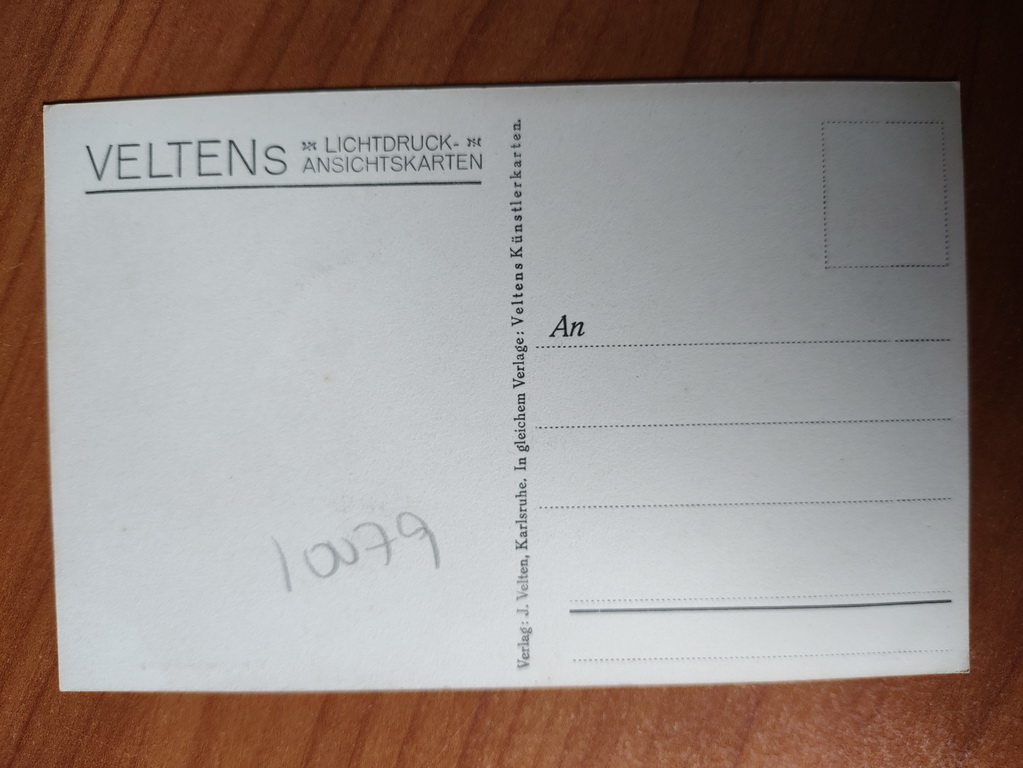 VELTENs
LICHTDRUCK-
ANSICHTSKARTEN
Verlag: J. Velten, Karlsruhe. In gleichem Verlage: Veltens Künstlerkarten.
An
10079